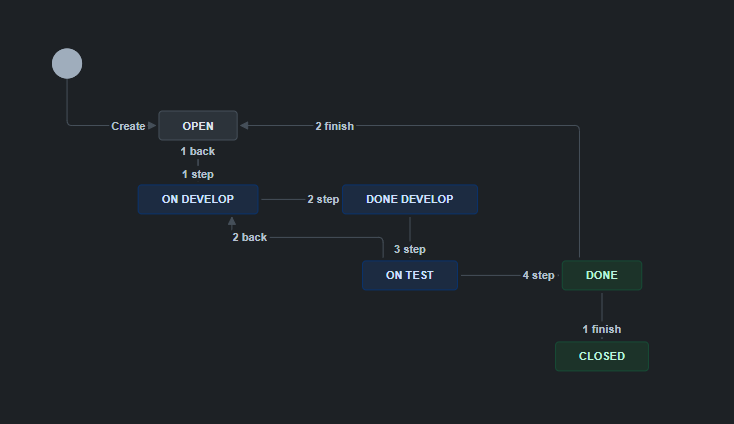 Create
OPEN
2 finish
1 back
1 step
ON DEVELOP
2 step
DONE DEVELOP
2 back
3 step
ON TEST
4 step
DONE
1 finish
CLOSED